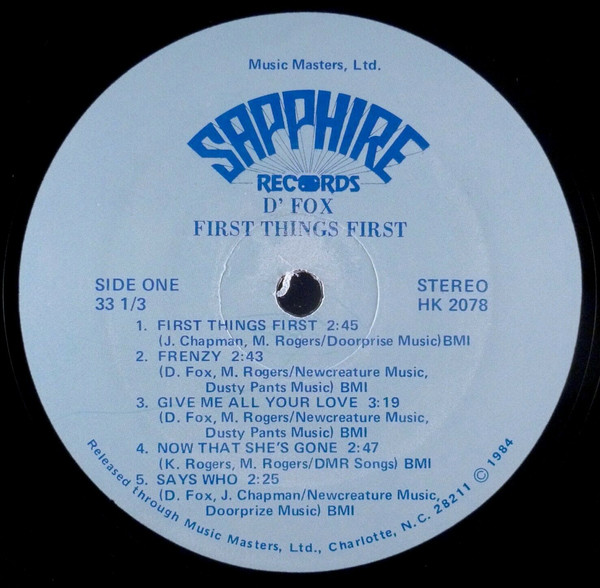 Music Masters, Ltd.
SAPPHIRE
RECORDS
D' FOX
FIRST THINGS FIRST
SIDE ONE
33 1/3
STEREO
HK 2078
1. FIRST THINGS FIRST 2:45
(J. Chapman, M. Rogers/Doorprise Music)BMI
2. FRENZY 2:43
(D. Fox, M. Rogers/Newcreature Music,
Dusty Pants Music) BMI
3. GIVE ME ALL YOUR LOVE 3:19
(D. Fox, M. Rogers/Newcreature Music,
Dusty Pants Music) BMI
4. NOW THAT SHE'S GONE 2:47
(K. Rogers, M. Rogers/DMR Songs) BMI
5. SAYS WHO 2:25
(D. Fox, J. Chapman/Newcreature Music,
Doorprize Music) BMI
Released through Music Masters, Ltd., Charlotte, N.C. 28211 © 1984